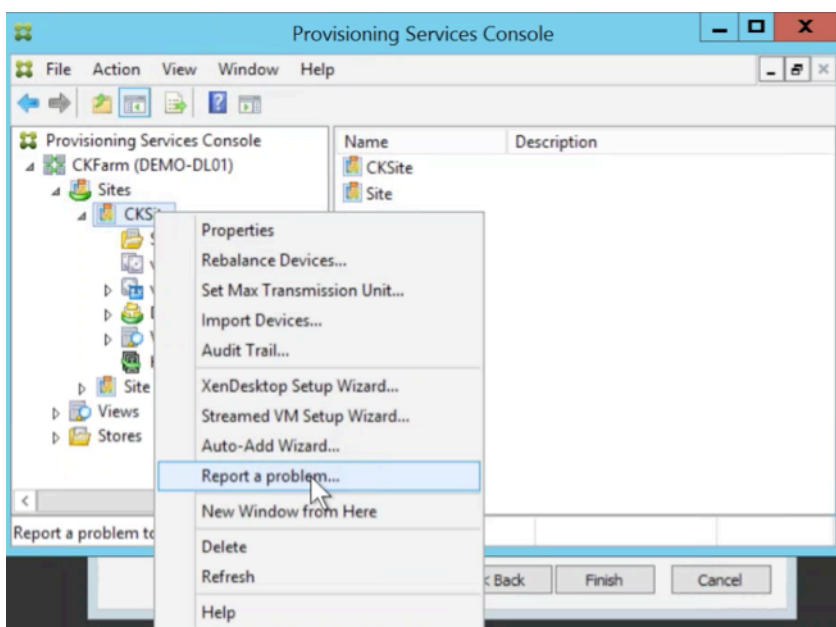 Provisioning Services Console
File Action View Window Help
Provisioning Services Console
CKFarm (DEMO-DL01)
Sites
Site
Views
Stores
Name Description
CKSite
Site
Properties
Rebalance Devices...
Set Max Transmission Unit...
Import Devices...
Audit Trail...
XenDesktop Setup Wizard...
Streamed VM Setup Wizard...
Auto-Add Wizard...
Report a problem...
New Window from Here
Delete
Refresh
Help
Report a problem
Back Finish Cancel